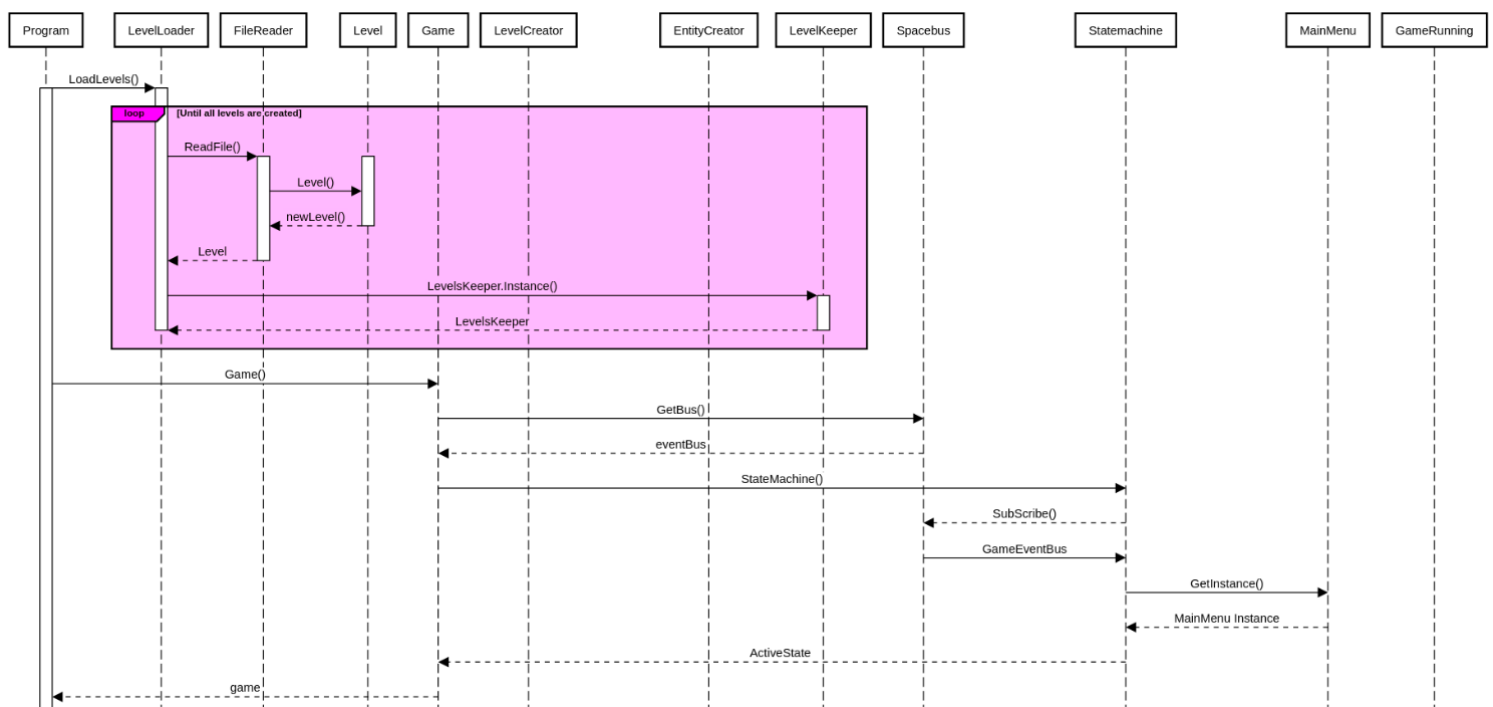 Program
LevelLoader
FileReader
Level
Game
LevelCreator
EntityCreator
LevelKeeper
Spacebus
Statemachine
MainMenu
GameRunning
LoadLevels()
loop
[Until all levels are created]
ReadFile()
Level()
newLevel()
Level
LevelsKeeper.Instance()
LevelsKeeper
Game()
GetBus()
eventBus
StateMachine()
SubScribe()
GameEventBus
GetInstance()
MainMenu Instance
ActiveState
game